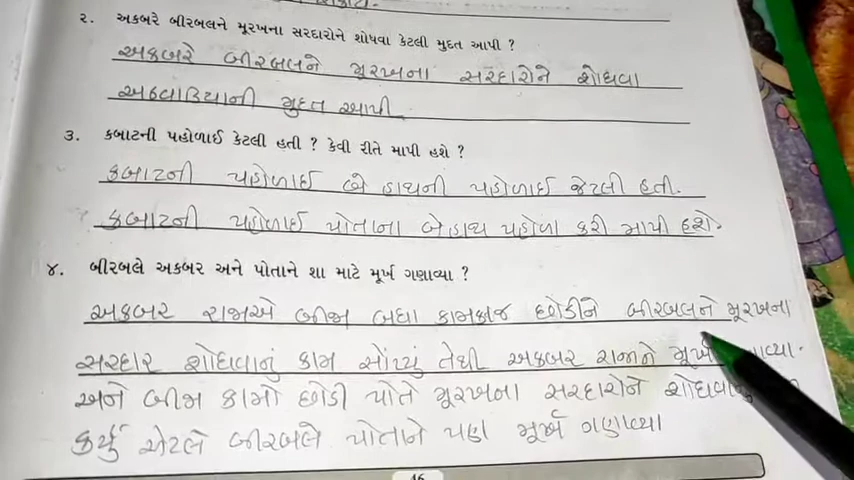 ૨. અકબરે બીરબલને મૂરખના સરદારોને શોધવા કેટલી મુદત આપી ?
અકબરે બીરબલને મૂરખના સરદારોને શોધવા
અઠવાડિયાની મુદત આપી
૩. કબાટની પહોળાઈ કેટલી હતી ? કેવી રીતે માપી હશે ?
કબાટની પહોળાઈ બે હાથની પહોળાઈ જેટલી હતી.
કબાટની પહોળાઈ પોતાના બે હાથ પહોળા કરી માપી હશે.
૪. બીરબલે અકબર અને પોતાને શા માટે મૂર્ખ ગણાવ્યા ?
અકબર રાજાએ બીજા બધા કામકાજ છોડીને બીરબલને મૂરખના
સરદાર શોધવાનું કામ સોંપ્યું તેથી અકબર રાજાને
અને બીજા કામો છોડી પોતે મૂરખના સરદારોને
કર્યું એટલે બીરબલે પોતાને પણ મૂર્ખ ગણાવ્યા
46